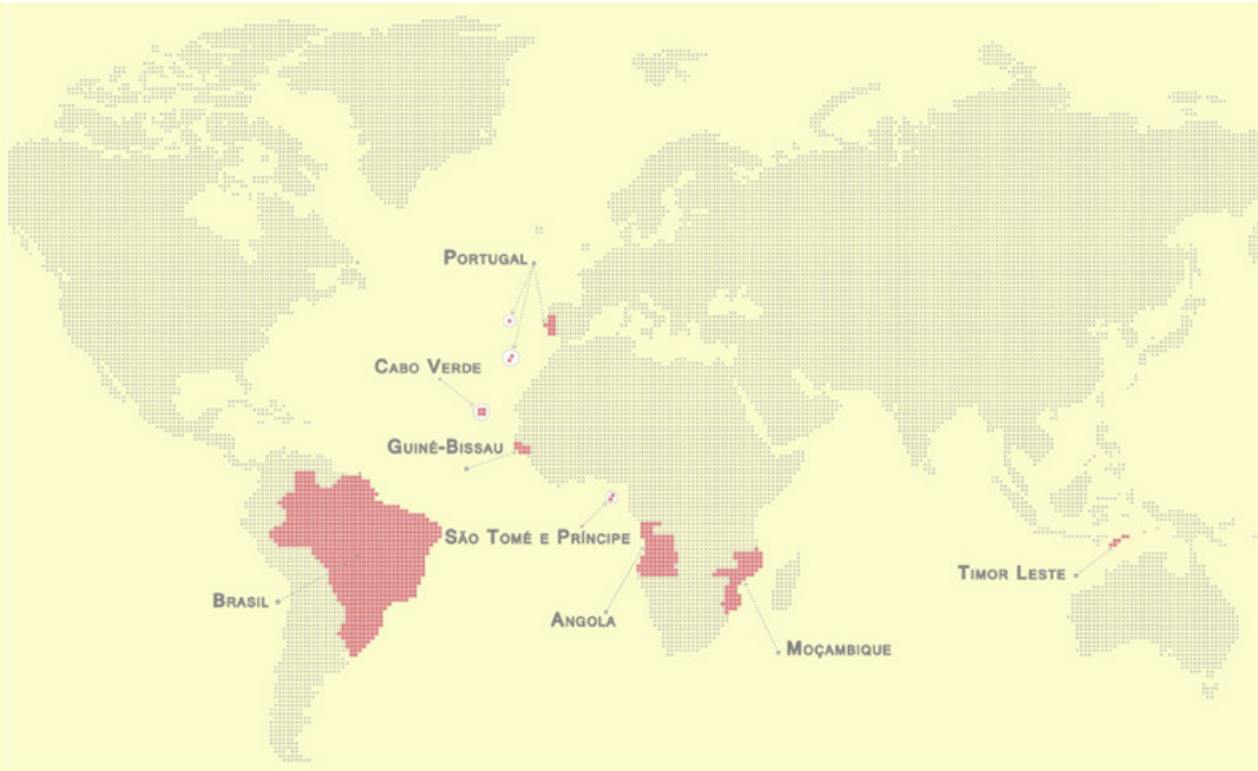 PORTUGAL
CABO VERDE
GUINÉ-BISSAU
SÃO TOMÉ E PRÍNCIPE
TIMOR LESTE
BRASIL
ANGOLA
MOÇAMBIQUE